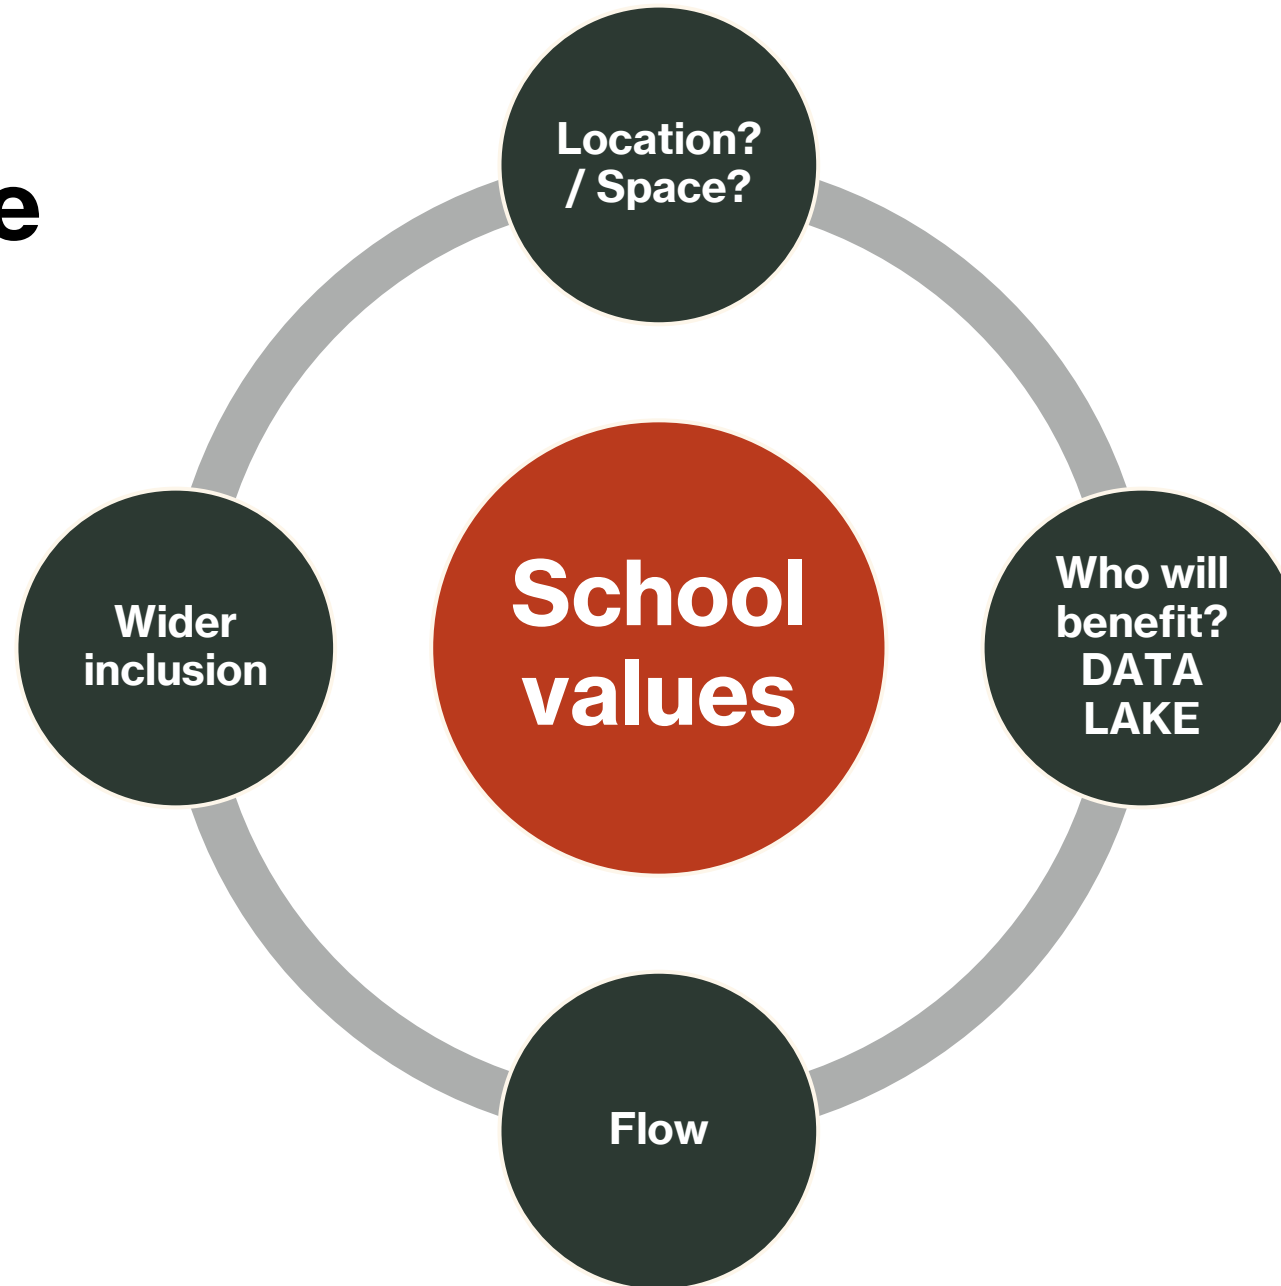 Location?
/ Space?
Wider
inclusion
School
values
Who will
benefit?
DATA
LAKE
Flow